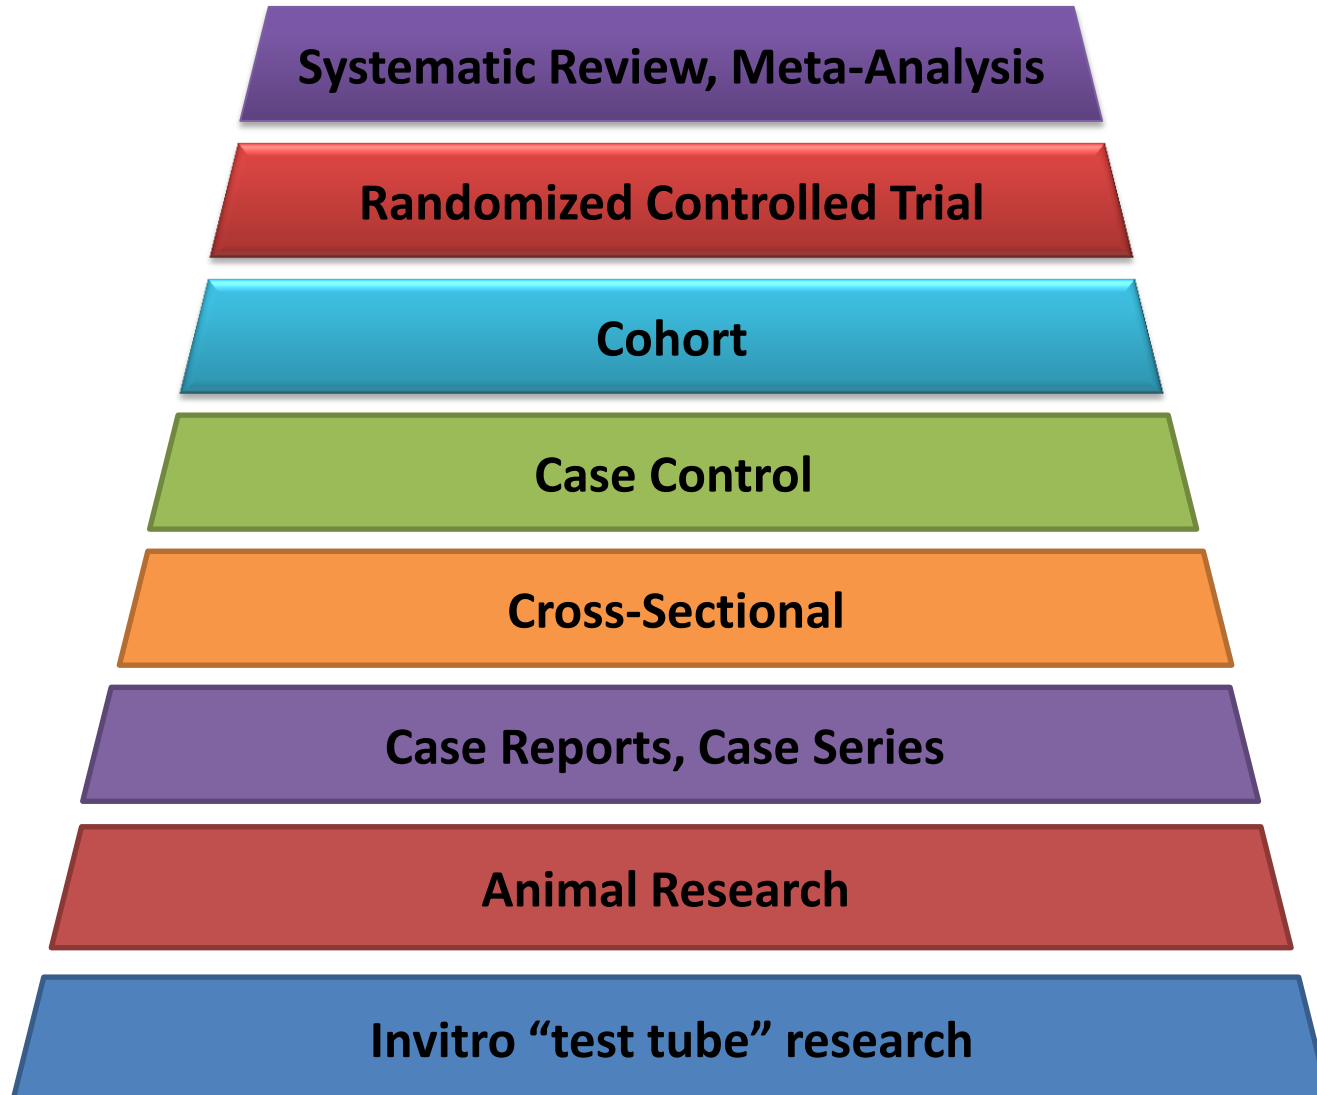 Systematic Review, Meta-Analysis
Randomized Controlled Trial
Cohort
Case Control
Cross-Sectional
Case Reports, Case Series
Animal Research
Invitro “test tube” research